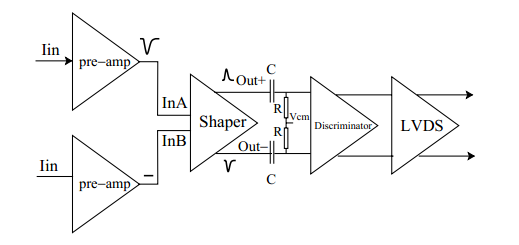 Iin
pre−amp
InA
InB
Iin
pre−amp
Shaper
Out+
Out−
C
R
Vcm
R
C
Discriminator
LVDS